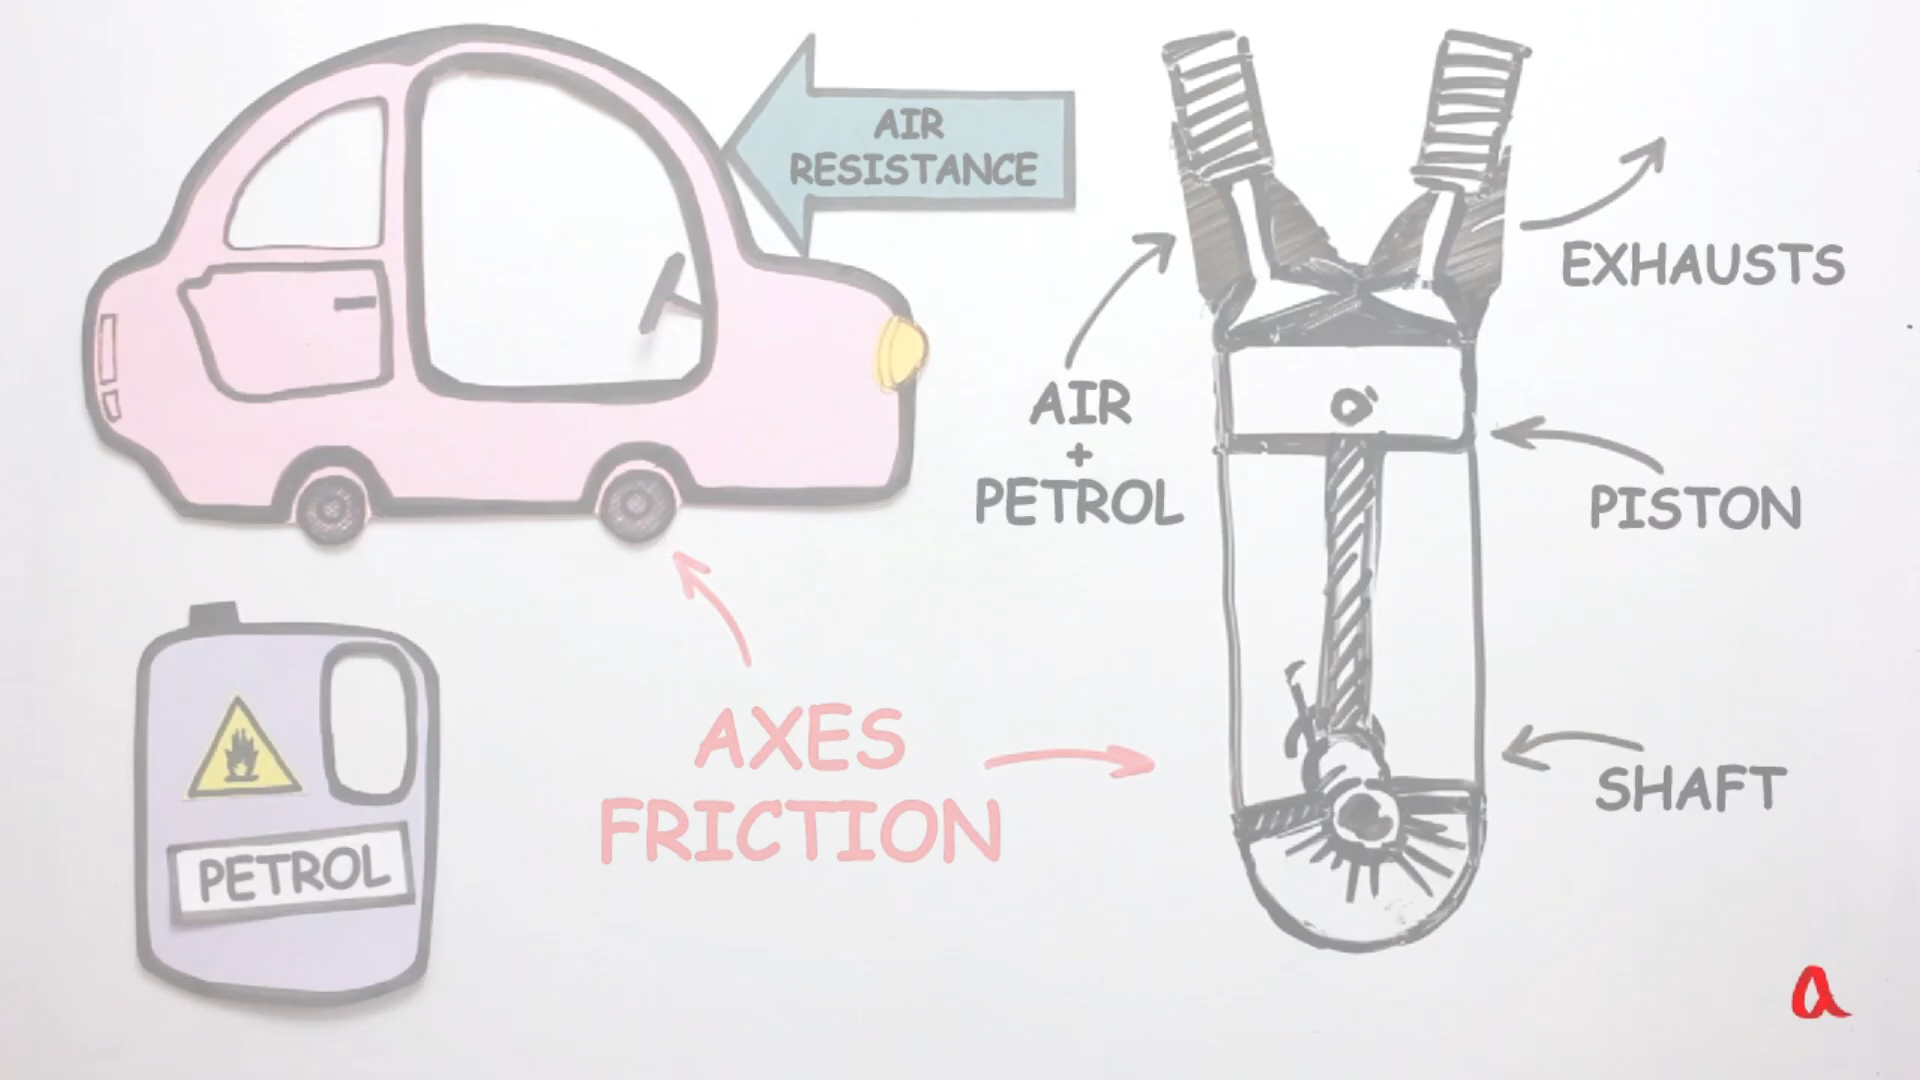 AIR
RESISTANCE
EXHAUSTS
AIR
+
PETROL
PISTON
AXES
FRICTION
SHAFT
PETROL
a